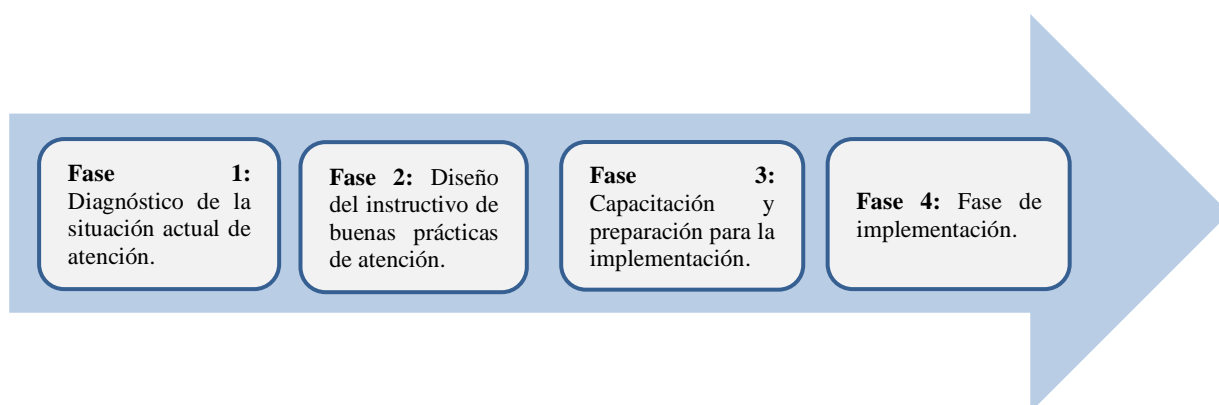 Fase 1:
Diagnóstico de la
situación actual de
atención.
Fase 2: Diseño
del instructivo de
buenas prácticas
de atención.
Fase 3:
Capacitación y
preparación para la
implementación.
Fase 4: Fase de
implementación.